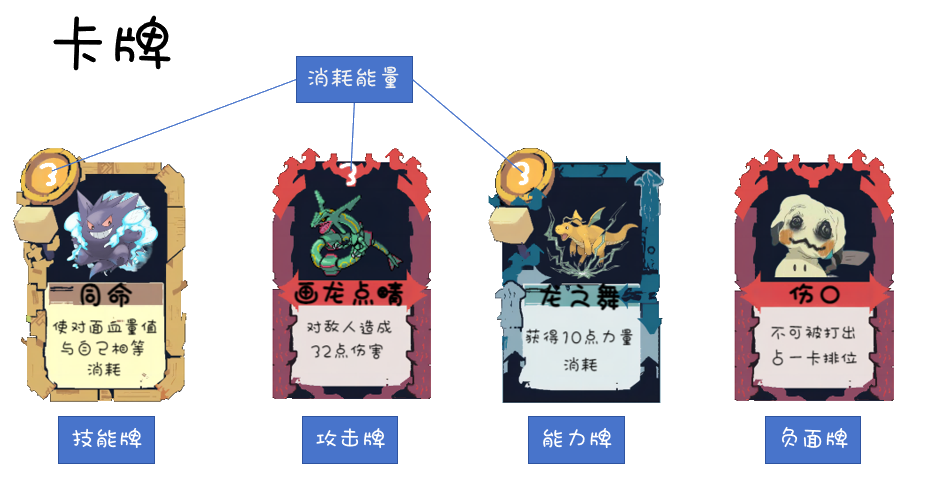 卡牌
消耗能量
3
3
3
同命
画龙点睛
龙之舞
伤口
使对面血量值
与自己相等
消耗
对敌人造成
32点伤害
获得10点力量
消耗
不可被打出
占一卡排位
技能牌
攻击牌
能力牌
负面牌